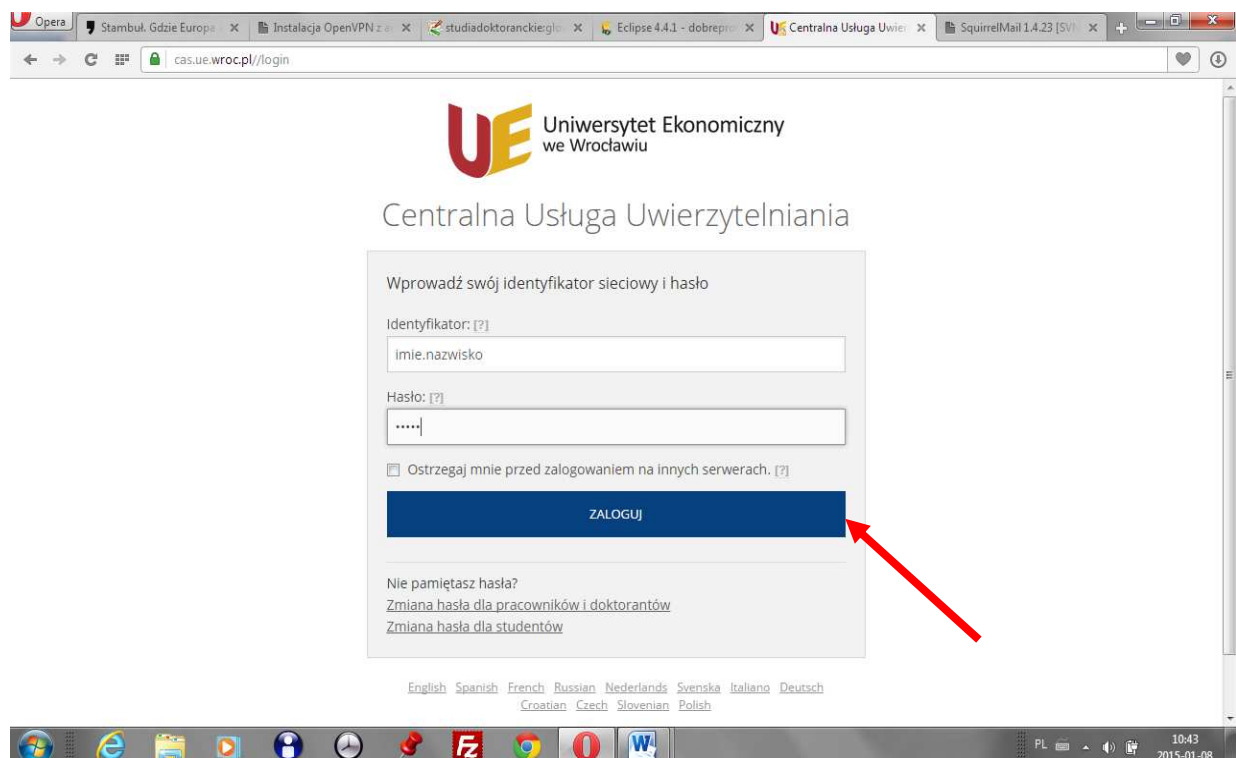 Opera
Stambuł. Gdzie Europa
Instalacja OpenVPN z a
studiadoktoranckie:glo
Eclipse 4.4.1 - dobrepro
Centralna Usługa Uwier
SquirrelMail 1.4.23 [SVN
cas.ue.wroc.pl//login
UE
Uniwersytet Ekonomiczny
we Wrocławiu
Centralna Usługa Uwierzytelniania
Wprowadź swój identyfikator sieciowy i hasło
Identyfikator: [?]
imie.nazwisko
Hasło: [?]
•••••
Ostrzegaj mnie przed zalogowaniem na innych serwerach. [?]
ZALOGUJ
Nie pamiętasz hasła?
Zmiana hasła dla pracowników i doktorantów
Zmiana hasła dla studentów
English Spanish French Russian Nederlands Svenska Italiano Deutsch
Croatian Czech Slovenian Polish
PL
10:43
2015-01-08